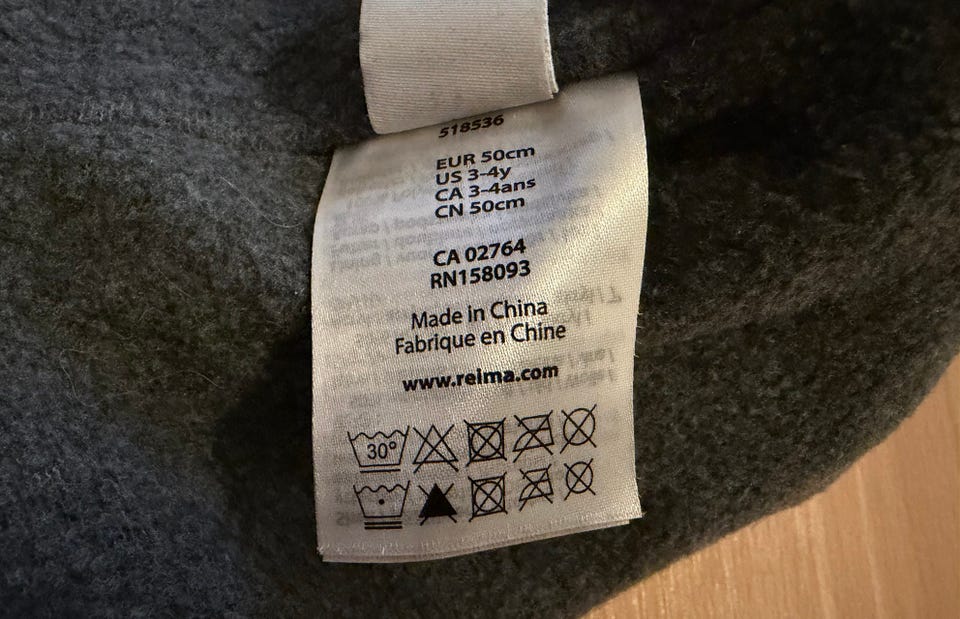 518536
EUR 50cm
US 3-4y
CA 3-4ans
CN 50cm
CA 02764
RN158093
Made in China
Fabriqué en Chine
www.reima.com
30°